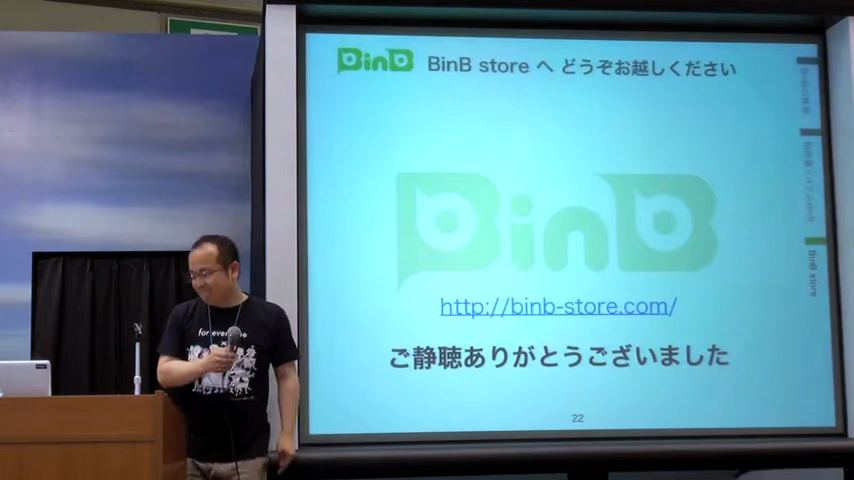 BinB
BinB store へ どうぞお越しください
BinB
http://binb-store.com/
ご静聴ありがとうございました
22
BinB store